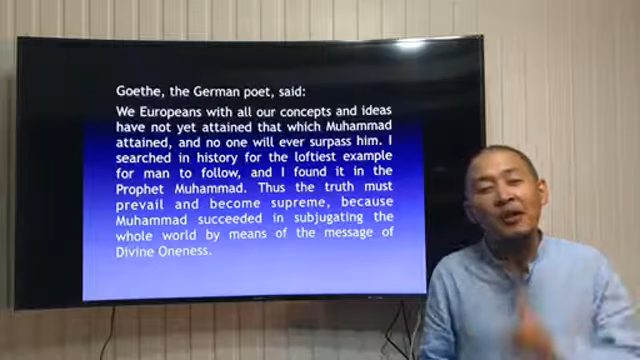 Goethe, the German poet, said:
We Europeans with all our concepts and ideas
have not yet attained that which Muhammad
attained, and no one will ever surpass him. I
searched in history for the loftiest example
for man to follow, and I found it in the
Prophet Muhammad. Thus the truth must
prevail and become supreme, because
Muhammad succeeded in subjugating the
whole world by means of the message of
Divine Oneness.